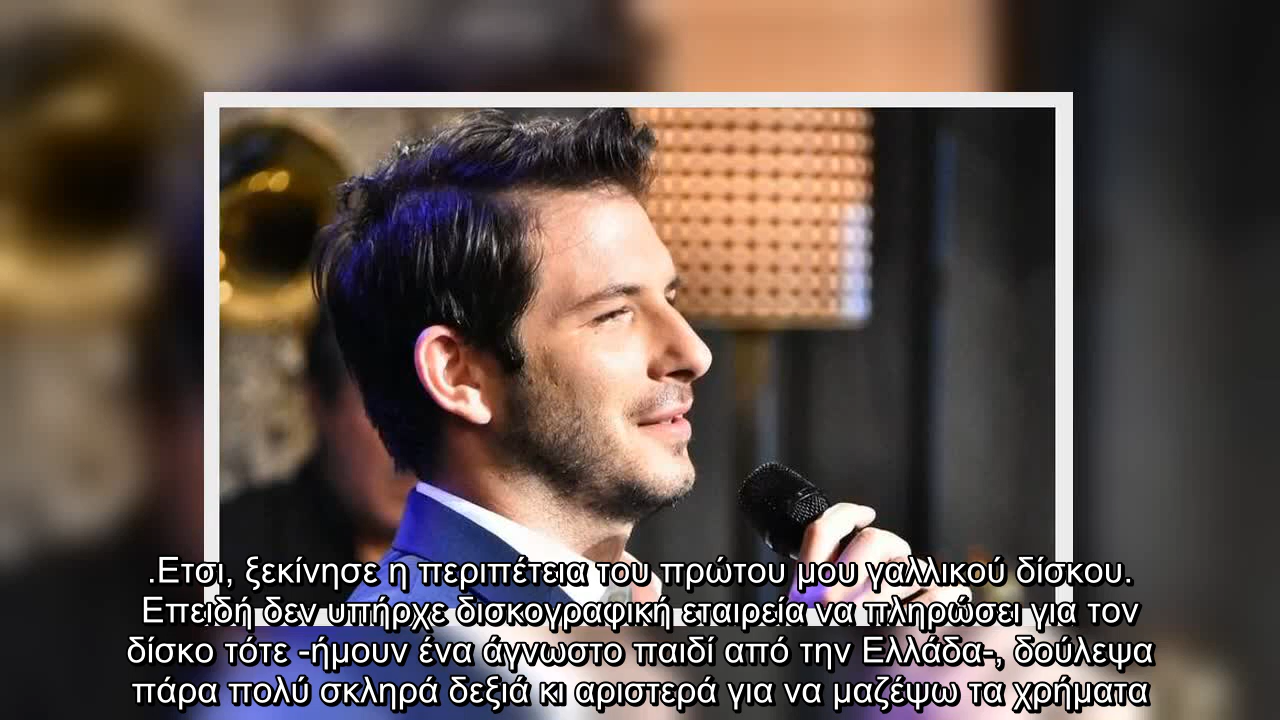 .Ετσι, ξεκίνησε η περιπέτεια του πρώτου μου γαλλικού δίσκου.
Επειδή δεν υπήρχε δισκογραφική εταιρεία να πληρώσει για τον
δίσκο τότε -ήμουν ένα άγνωστο παιδί από την Ελλάδα-, δούλεψα
πάρα πολύ σκληρά δεξιά κι αριστερά για να μαζέψω τα χρήματα